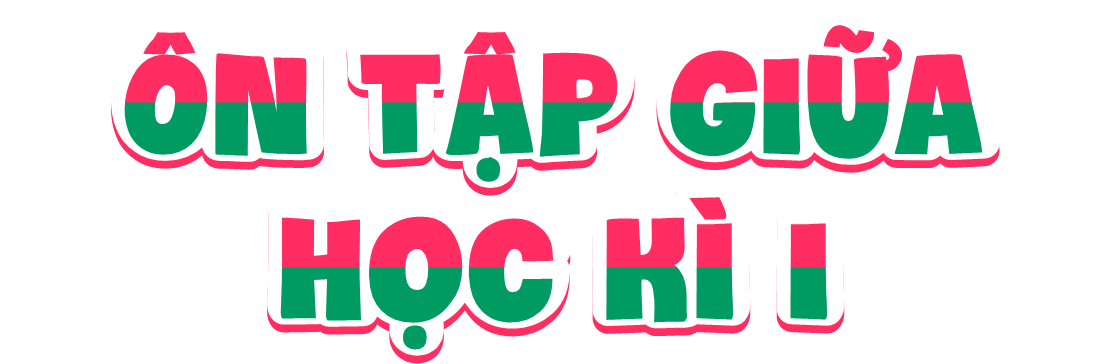 ÔN TẬP GIỮA
HỌC KÌ I